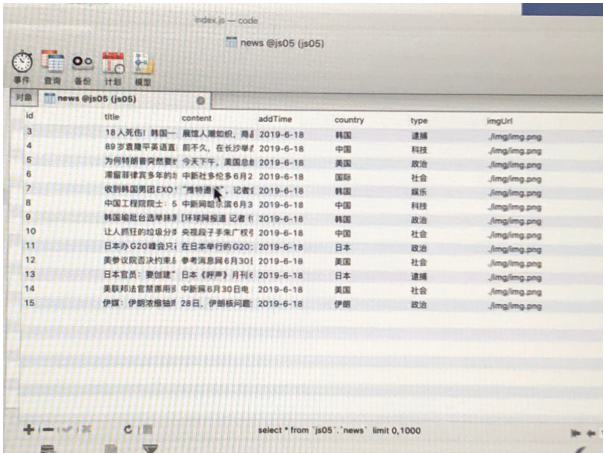 index.js — code
news @js05 (js05)
事件 查询 备份 计划 模型
对象 news @js05 (js05)
id title content addTime country type imgUrl
3 18人死伤！韩国一 展馆人潮如织，商品 2019-6-18 韩国 逮捕 ./img/img.png
4 89岁袁隆平英语直 前不久，在长沙举 2019-6-18 中国 科技 ./img/img.png
5 为何特朗普突然要 今天下午，美国总 2019-6-18 美国 政治 ./img/img.png
6 滞留菲律宾多年的 中新社多伦多6月2 2019-6-18 国际 社会 ./img/img.png
7 收到韩国男团EXO "推特通 ，记者 2019-6-18 韩国 娱乐 ./img/img.png
8 中国工程院院士：5 中新网哈尔滨6月3 2019-6-18 中国 科技 ./img/img.png
9 韩国瑜批台选举抹黑 [环球网报道 记者 2019-6-18 韩国 政治 ./img/img.png
10 让人抓狂的垃圾分类 央视段子手朱广权 2019-6-18 中国 社会 ./img/img.png
11 日本办G20峰会只 在日本举行的G20 2019-6-18 日本 政治 ./img/img.png
12 美参议院否决约束 参考消息网6月30日 2019-6-18 美国 社会 ./img/img.png
13 日本官员：要创建" 日本《呼声》月刊 2019-6-18 日本 逮捕 ./img/img.png
14 美联邦法官禁挪用 中新网6月30日电 2019-6-18 美国 社会 ./img/img.png
15 伊媒：伊朗浓缩铀 28日，伊朗核问题 2019-6-18 伊朗 政治 ./img/img.png
select * from `js05`.`news` limit 0,1000